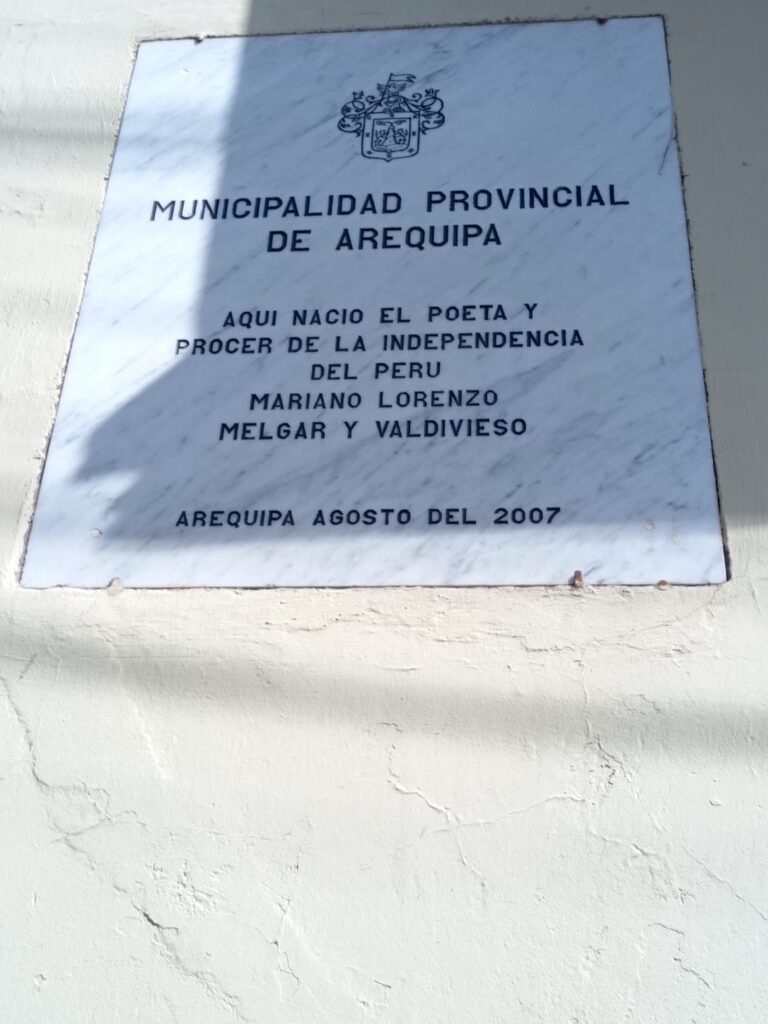 MUNICIPALIDAD PROVINCIAL
DE AREQUIPA
AQUI NACIO EL POETA Y
PROCER DE LA INDEPENDENCIA
DEL PERU
MARIANO LORENZO
MELGAR Y VALDIVIESO
AREQUIPA AGOSTO DEL 2007